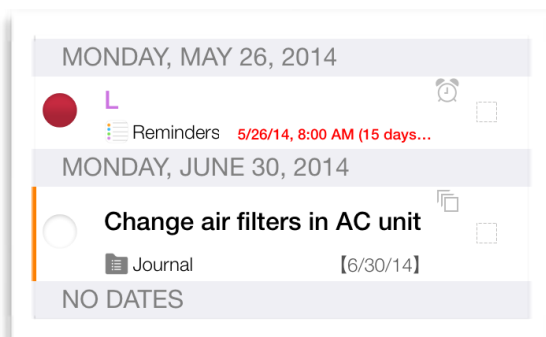 MONDAY, MAY 26, 2014
L
Reminders 5/26/14, 8:00 AM (15 days...
MONDAY, JUNE 30, 2014
Change air filters in AC unit
Journal 【6/30/14】
NO DATES